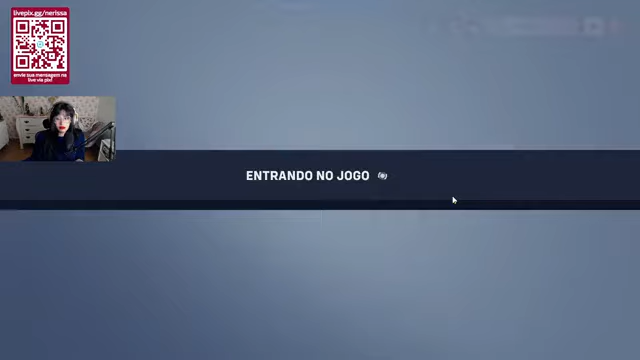 livepix.gg/nerissa
envie sua mensagem na
live via pix!
ENTRANDO NO JOGO